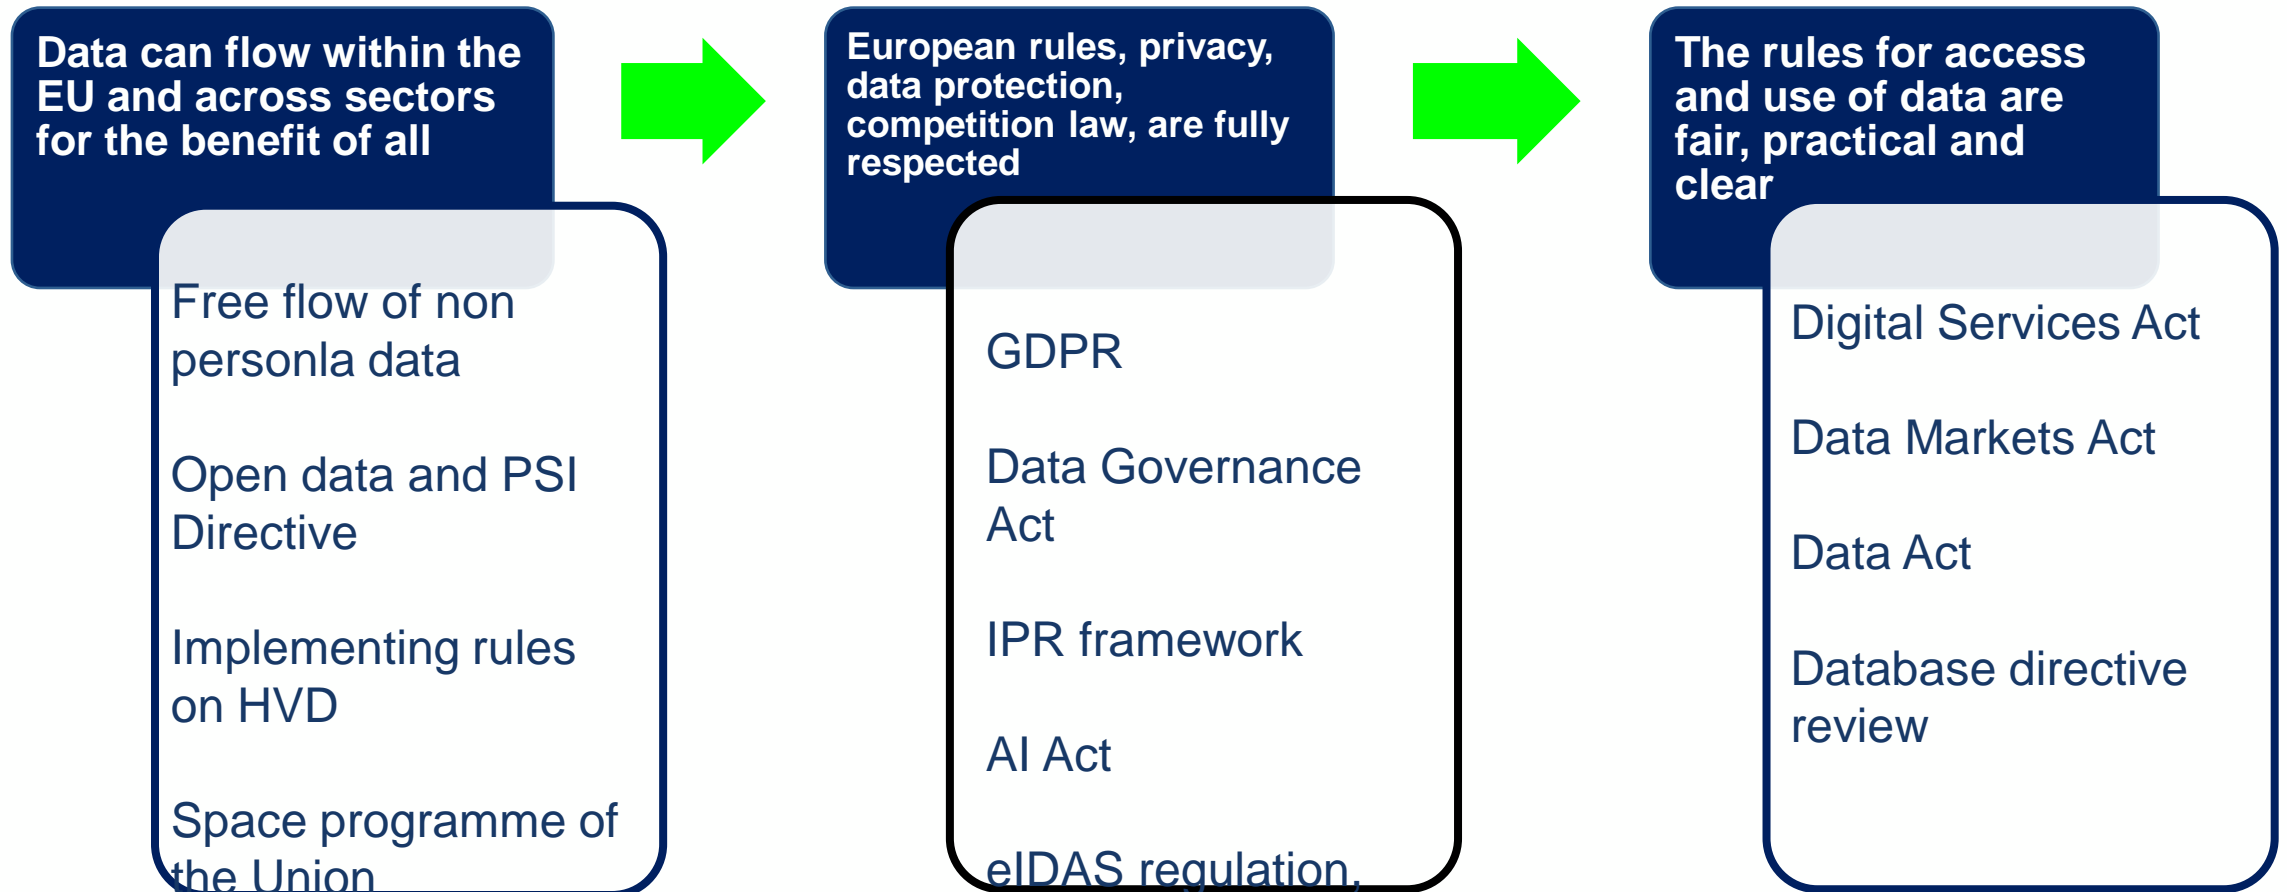 Data can flow within the
EU and across sectors
for the benefit of all
Free flow of non
personla data
Open data and PSI
Directive
Implementing rules
on HVD
Space programme of
the Union
European rules, privacy,
data protection,
competition law, are fully
respected
GDPR
Data Governance
Act
IPR framework
AI Act
eIDAS regulation,
The rules for access
and use of data are
fair, practical and
clear
Digital Services Act
Data Markets Act
Data Act
Database directive
review